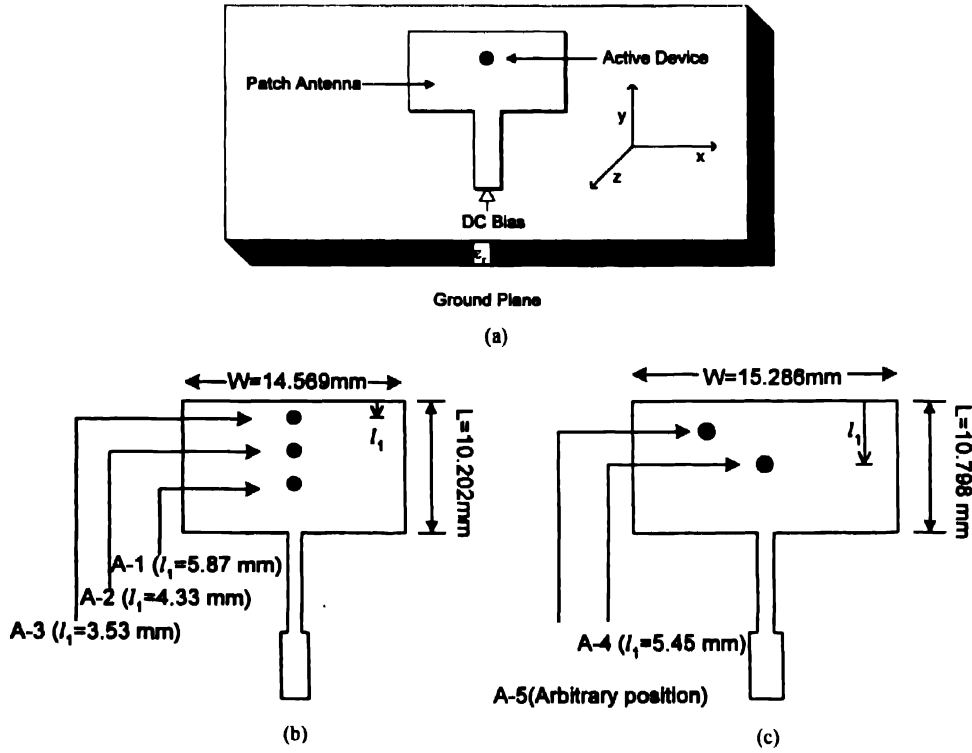 Active Device
Patch Antenna
y
x
z
DC Bias
εr
Ground Plane
(a)
W=14.569mm
l1
L=10.202mm
A-1 (l1=5.87 mm)
A-2 (l1=4.33 mm)
A-3 (l1=3.53 mm)
(b)
W=15.286mm
l1
L=10.798 mm
A-4 (l1=5.45 mm)
A-5(Arbitrary position)
(c)